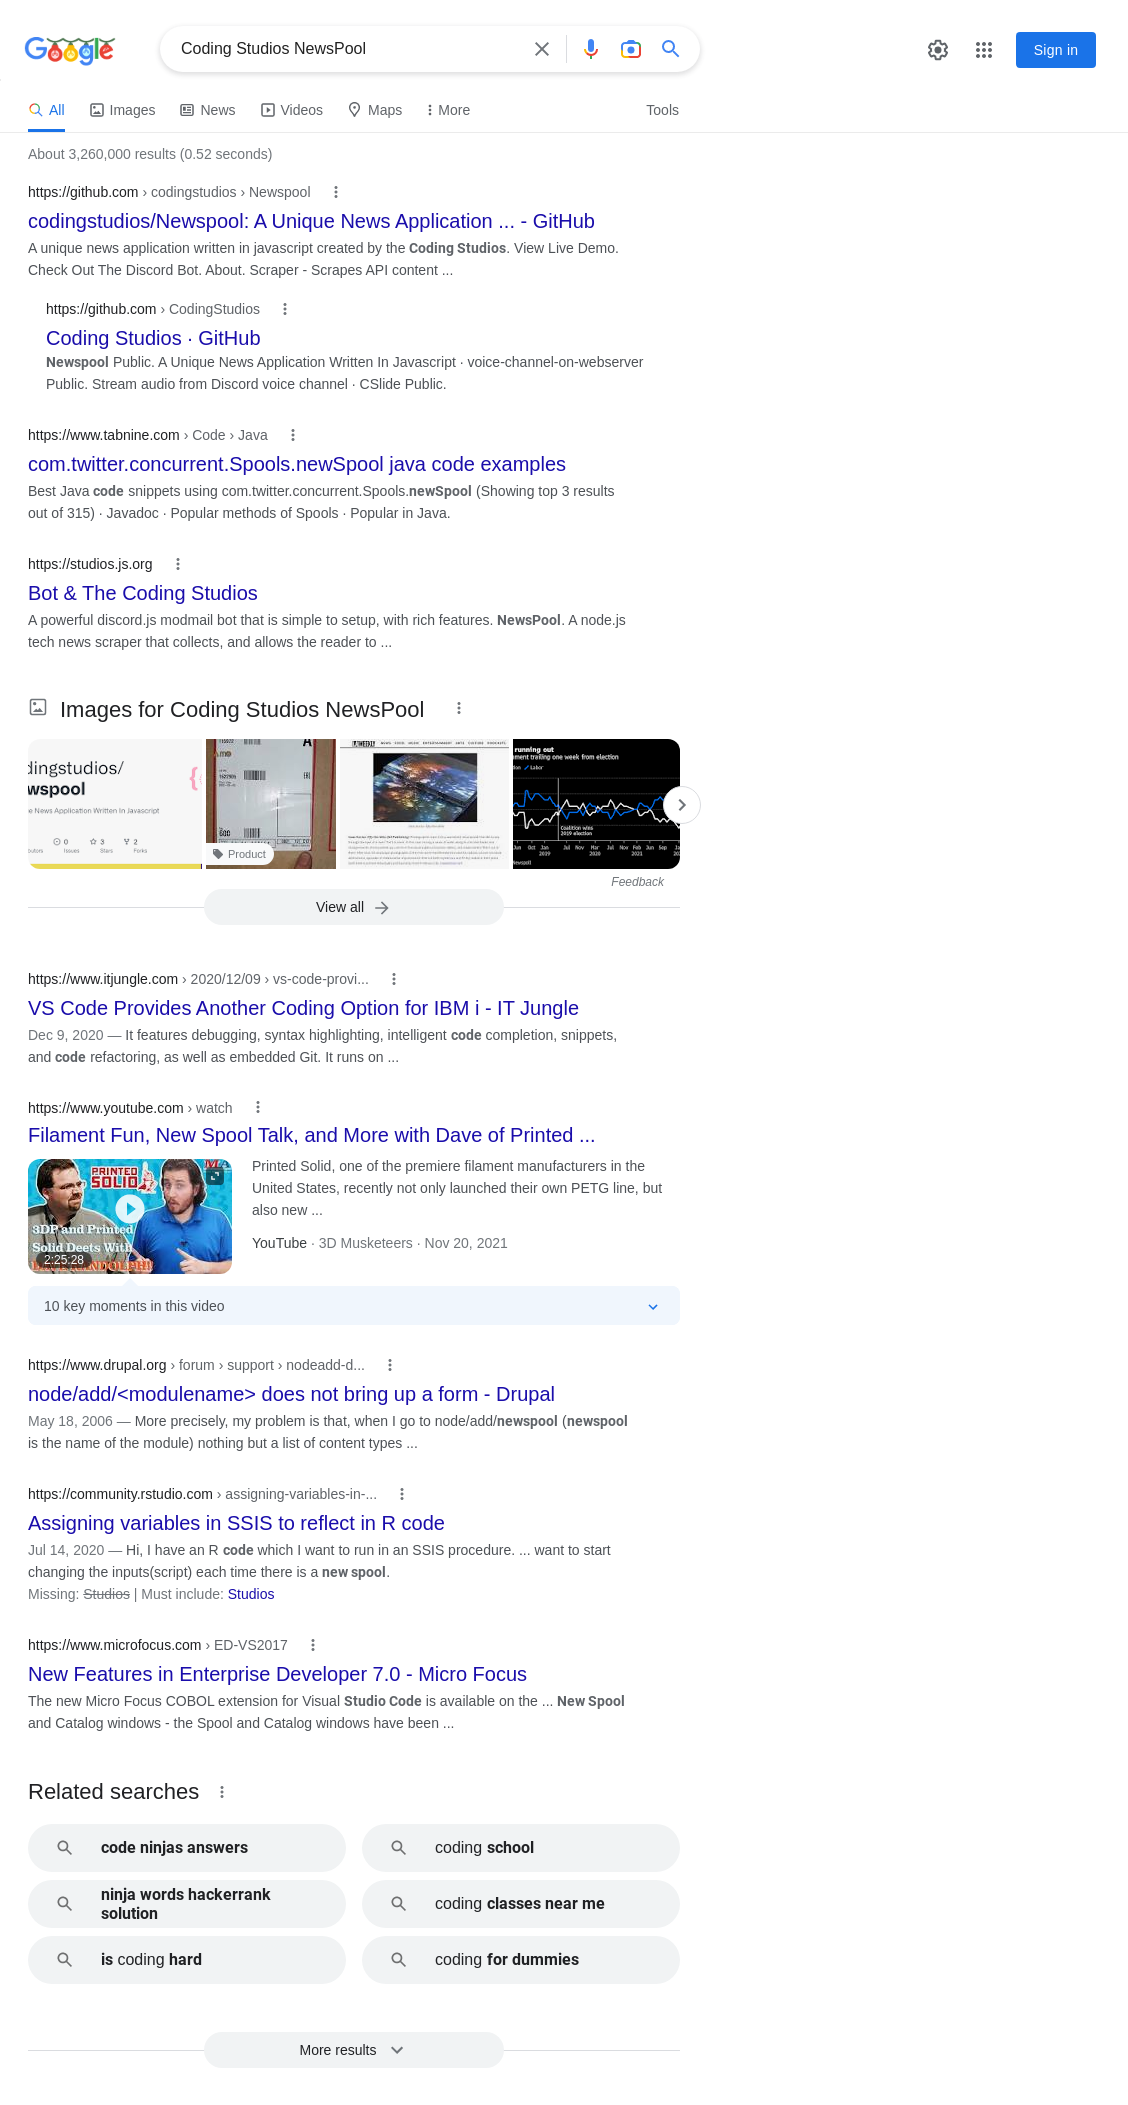 Google
Coding Studios NewsPool
Sign in
All
Images
News
Videos
Maps
More
Tools
About 3,260,000 results (0.52 seconds)
https://github.com › codingstudios › Newspool
codingstudios/Newspool: A Unique News Application ... - GitHub
A unique news application written in javascript created by the Coding Studios. View Live Demo.
Check Out The Discord Bot. About. Scraper - Scrapes API content ...
https://github.com › CodingStudios
Coding Studios · GitHub
Newspool Public. A Unique News Application Written In Javascript · voice-channel-on-webserver
Public. Stream audio from Discord voice channel · CSlide Public.
https://www.tabnine.com › Code › Java
com.twitter.concurrent.Spools.newSpool java code examples
Best Java code snippets using com.twitter.concurrent.Spools.newSpool (Showing top 3 results
out of 315) · Javadoc · Popular methods of Spools · Popular in Java.
https://studios.js.org
Bot & The Coding Studios
A powerful discord.js modmail bot that is simple to setup, with rich features. NewsPool. A node.js
tech news scraper that collects, and allows the reader to ...
Images for Coding Studios NewsPool
dingstudios/
wspool
e News Application Written In Javascript
0
3
2
Issues
Stars
Forks
Product
running out
Labor
Coalition wins
2019 election
Feedback
View all
https://www.itjungle.com › 2020/12/09 › vs-code-provi...
VS Code Provides Another Coding Option for IBM i - IT Jungle
Dec 9, 2020 — It features debugging, syntax highlighting, intelligent code completion, snippets,
and code refactoring, as well as embedded Git. It runs on ...
https://www.youtube.com › watch
Filament Fun, New Spool Talk, and More with Dave of Printed ...
PRINTED
SOLID
3DP and Printed
Solid Deets With
2:25:28
Printed Solid, one of the premiere filament manufacturers in the
United States, recently not only launched their own PETG line, but
also new ...
YouTube · 3D Musketeers · Nov 20, 2021
10 key moments in this video
https://www.drupal.org › forum › support › nodeadd-d...
node/add/<modulename> does not bring up a form - Drupal
May 18, 2006 — More precisely, my problem is that, when I go to node/add/newspool (newspool
is the name of the module) nothing but a list of content types ...
https://community.rstudio.com › assigning-variables-in-...
Assigning variables in SSIS to reflect in R code
Jul 14, 2020 — Hi, I have an R code which I want to run in an SSIS procedure. ... want to start
changing the inputs(script) each time there is a new spool.
Missing: Studios | Must include: Studios
https://www.microfocus.com › ED-VS2017
New Features in Enterprise Developer 7.0 - Micro Focus
The new Micro Focus COBOL extension for Visual Studio Code is available on the ... New Spool
and Catalog windows - the Spool and Catalog windows have been ...
Related searches
code ninjas answers
coding school
ninja words hackerrank
solution
coding classes near me
is coding hard
coding for dummies
More results